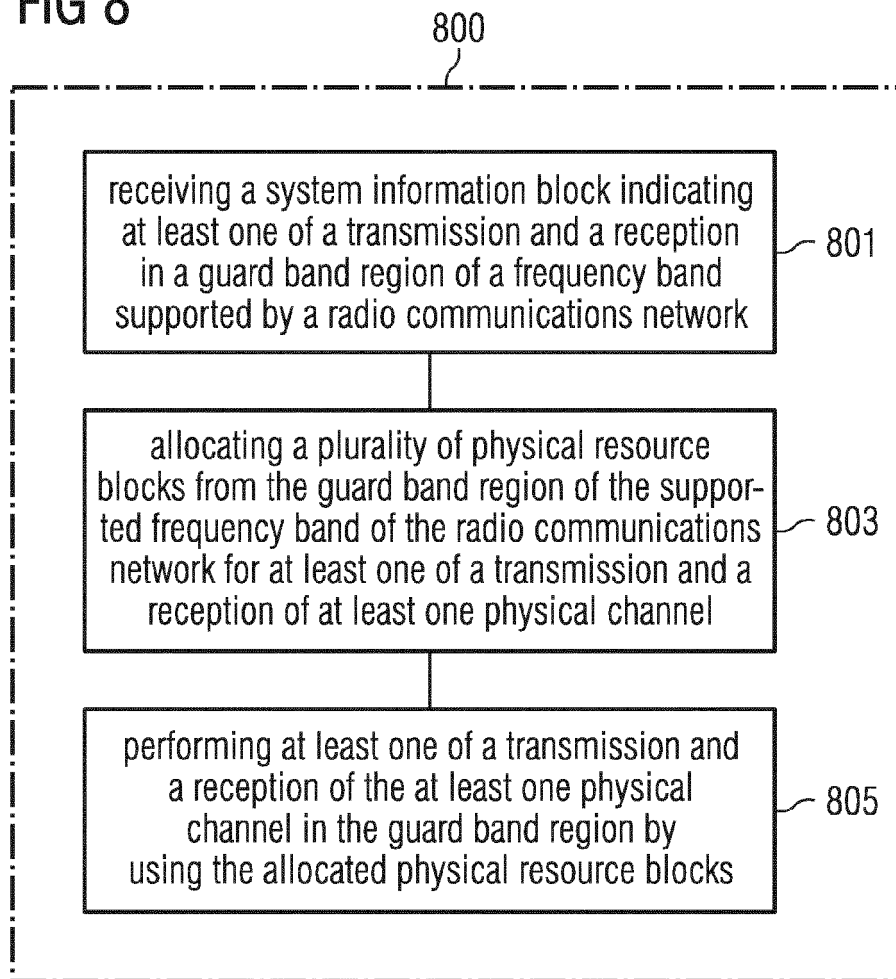 FIG 8
800
receiving a system information block indicating
at least one of a transmission and a reception
in a guard band region of a frequency band
supported by a radio communications network
801
allocating a plurality of physical resource
blocks from the guard band region of the suppor-
ted frequency band of the radio communications
network for at least one of a transmission and a
reception of at least one physical channel
803
performing at least one of a transmission and
a reception of the at least one physical
channel in the guard band region by
using the allocated physical resource blocks
805